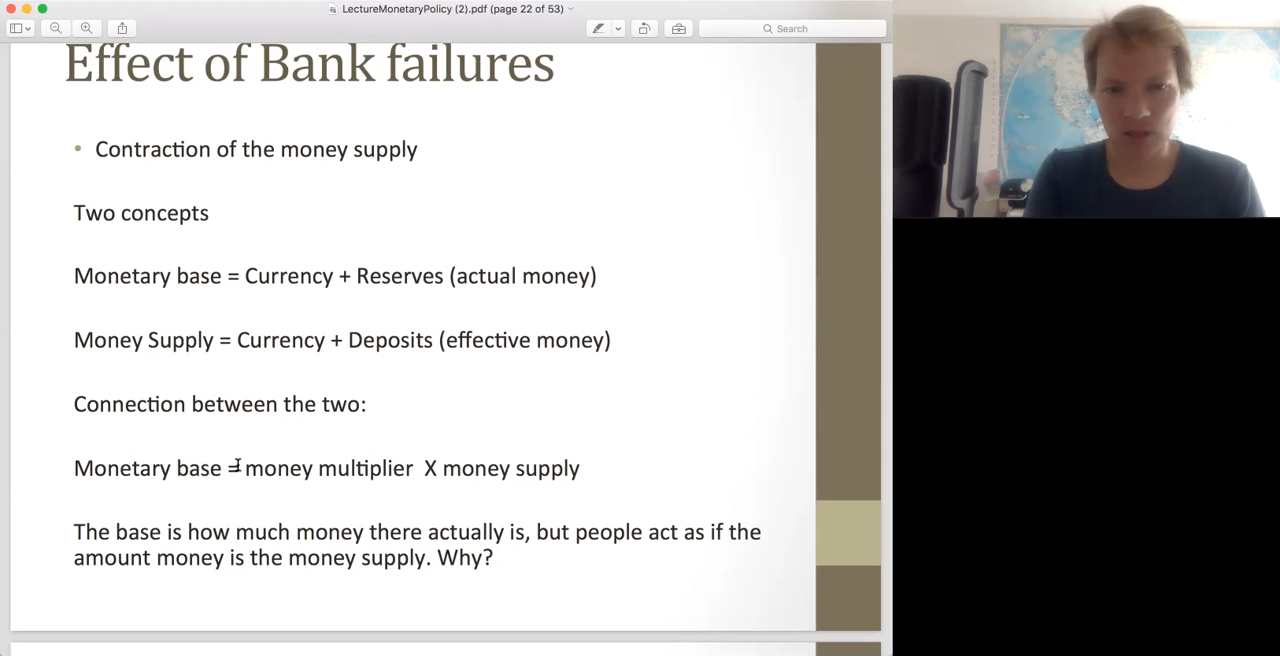 LectureMonetaryPolicy (2).pdf (page 22 of 53)
Search
Effect of Bank failures
• Contraction of the money supply
Two concepts
Monetary base = Currency + Reserves (actual money)
Money Supply = Currency + Deposits (effective money)
Connection between the two:
Monetary base = money multiplier X money supply
The base is how much money there actually is, but people act as if the
amount money is the money supply. Why?